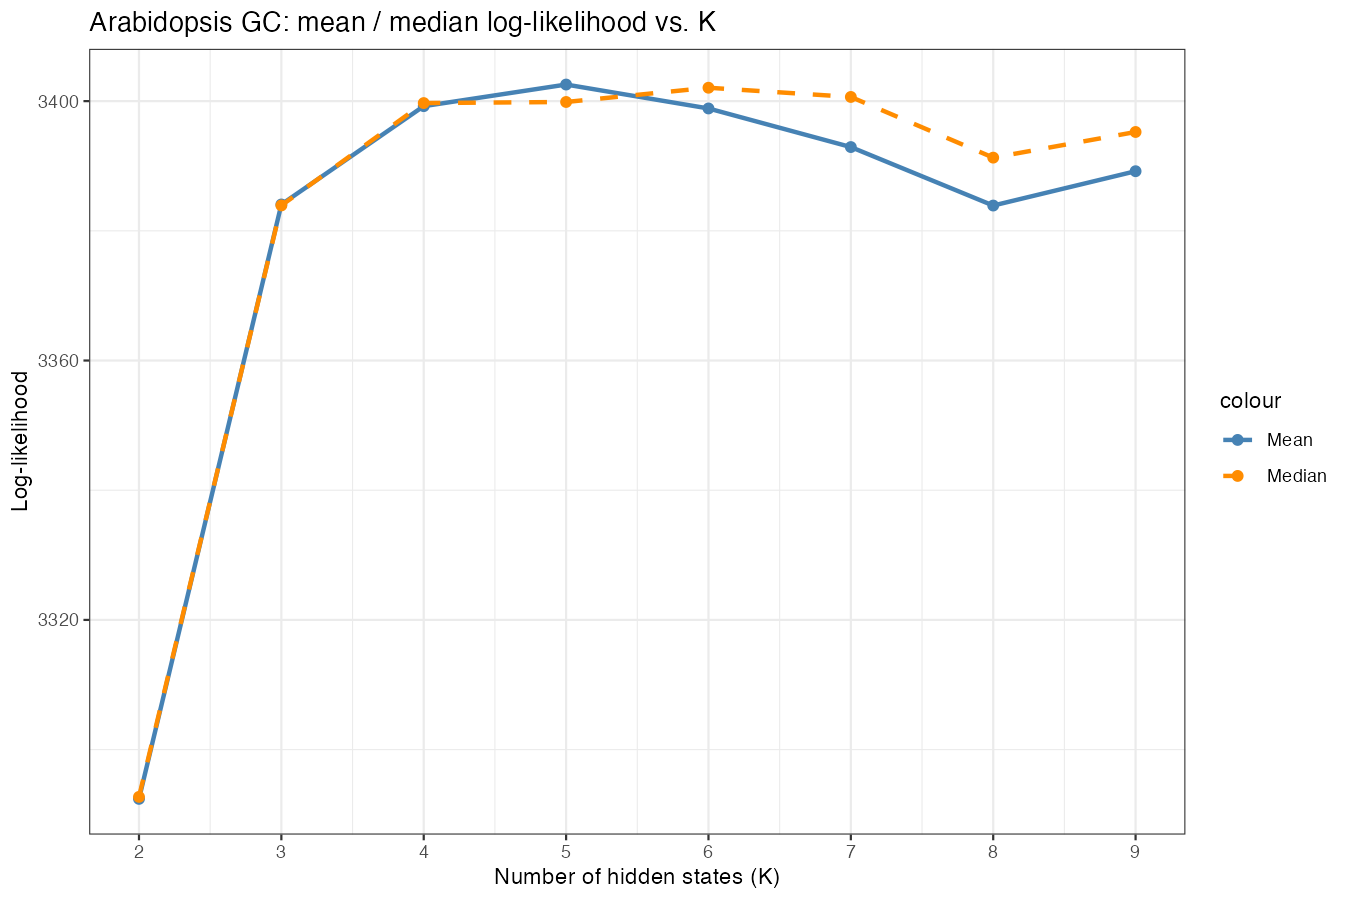 Arabidopsis GC: mean / median log-likelihood vs. K
3400
3360
3320
Log-likelihood
2 3 4 5 6 7 8 9
Number of hidden states (K)
colour
Mean
Median